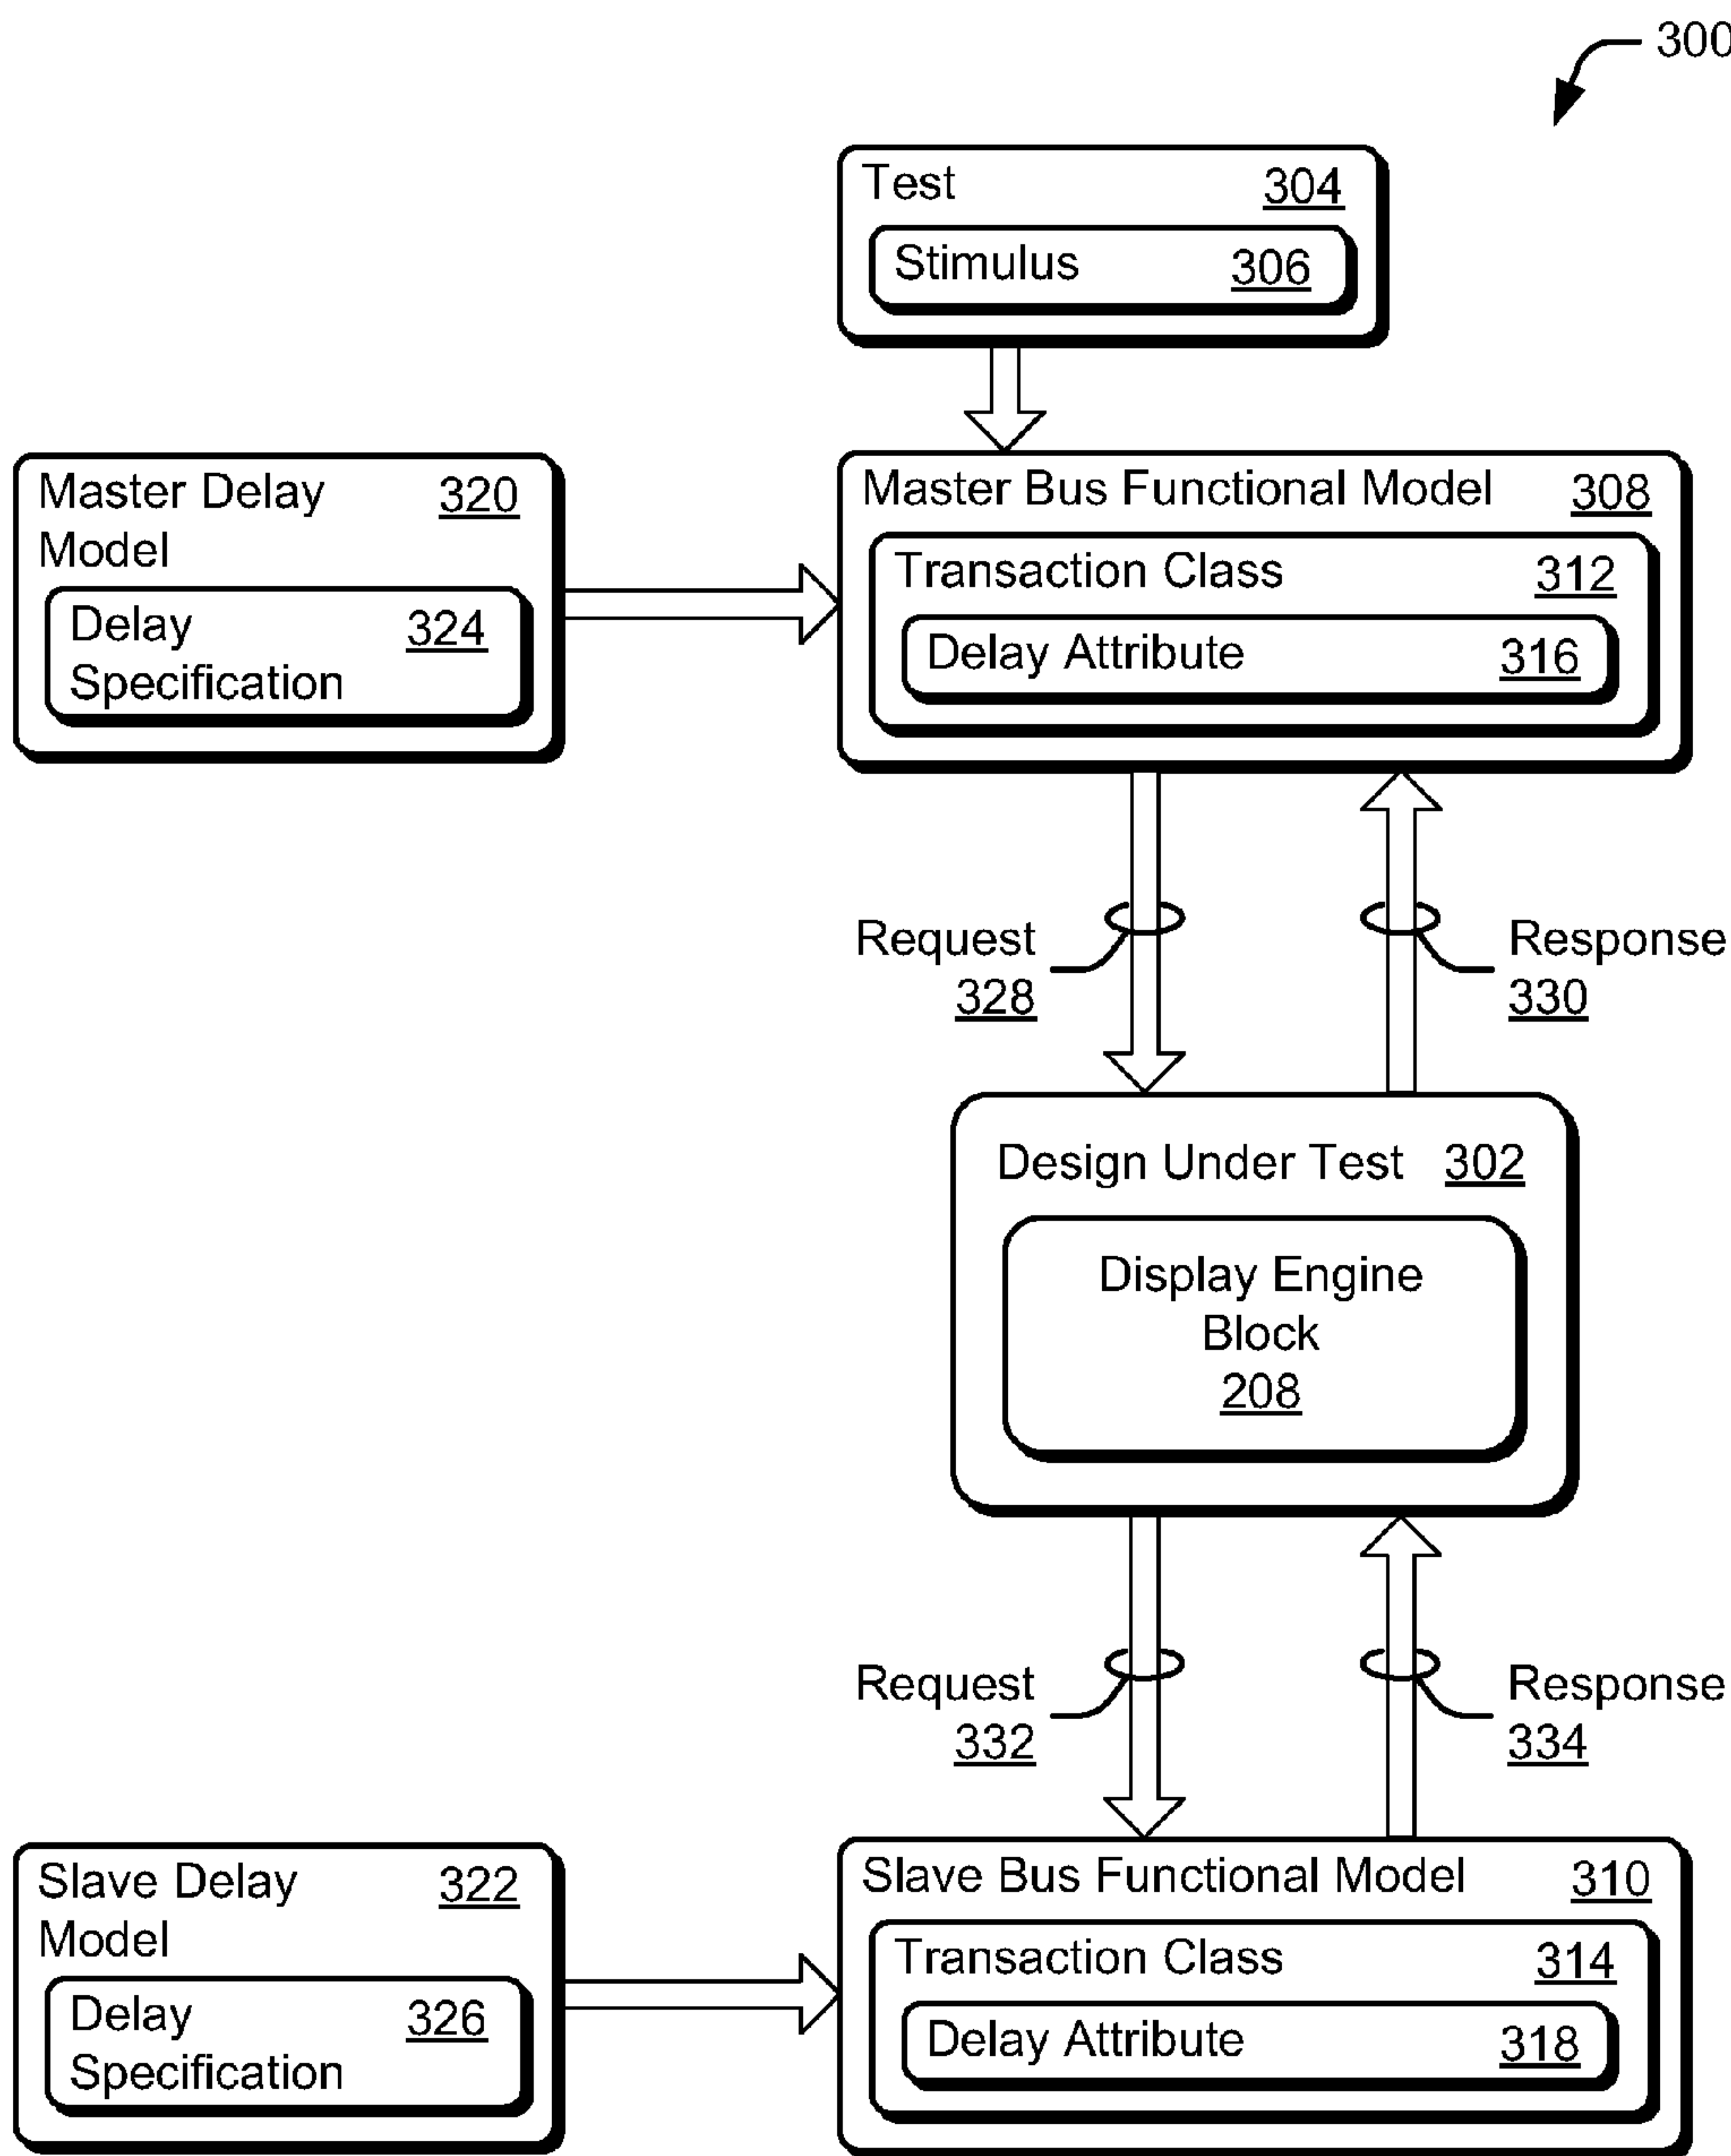 300
Test 304
Stimulus 306
Master Delay 320
Model
Delay 324
Specification
Master Bus Functional Model 308
Transaction Class 312
Delay Attribute 316
Request
328
Response
330
Design Under Test 302
Display Engine
Block
208
Request
332
Response
334
Slave Delay 322
Model
Delay 326
Specification
Slave Bus Functional Model 310
Transaction Class 314
Delay Attribute 318